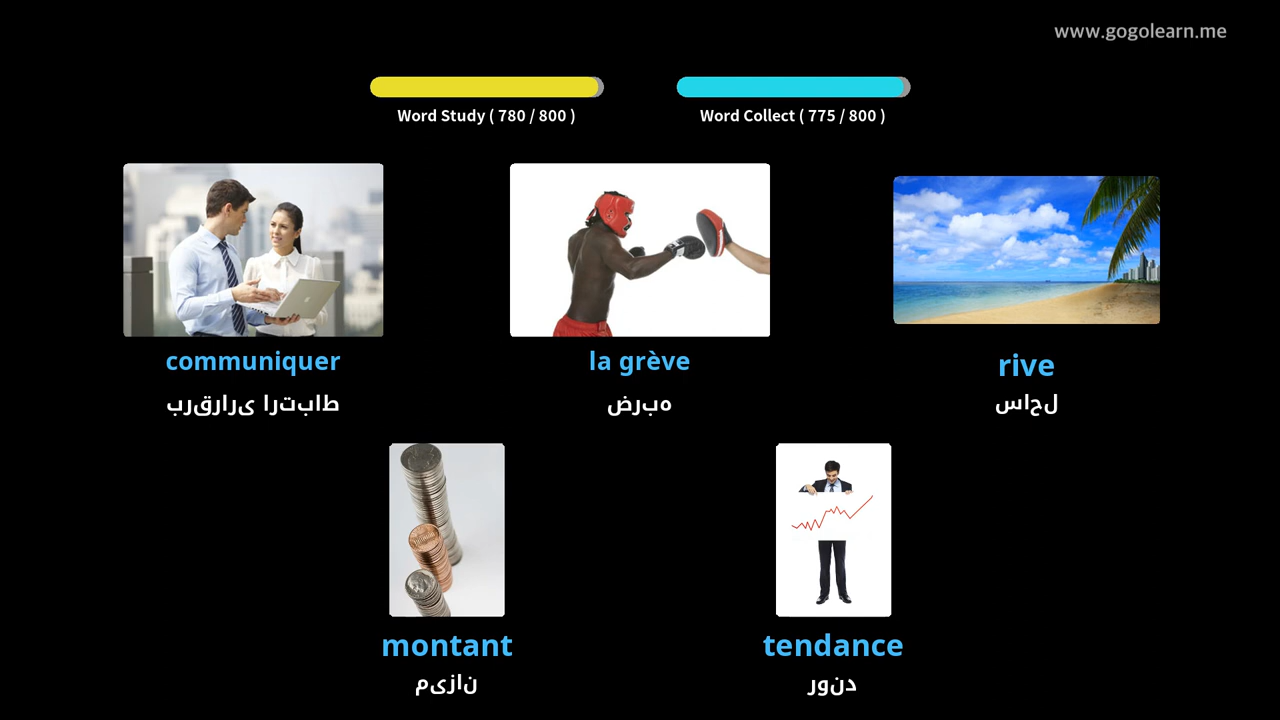 www.gogolearn.me
Word Study ( 780 / 800 )
Word Collect ( 775 / 800 )
communiquer
طابترا یرارقرب
la grève
هبرض
rive
لحاس
montant
نازیم
tendance
دنور